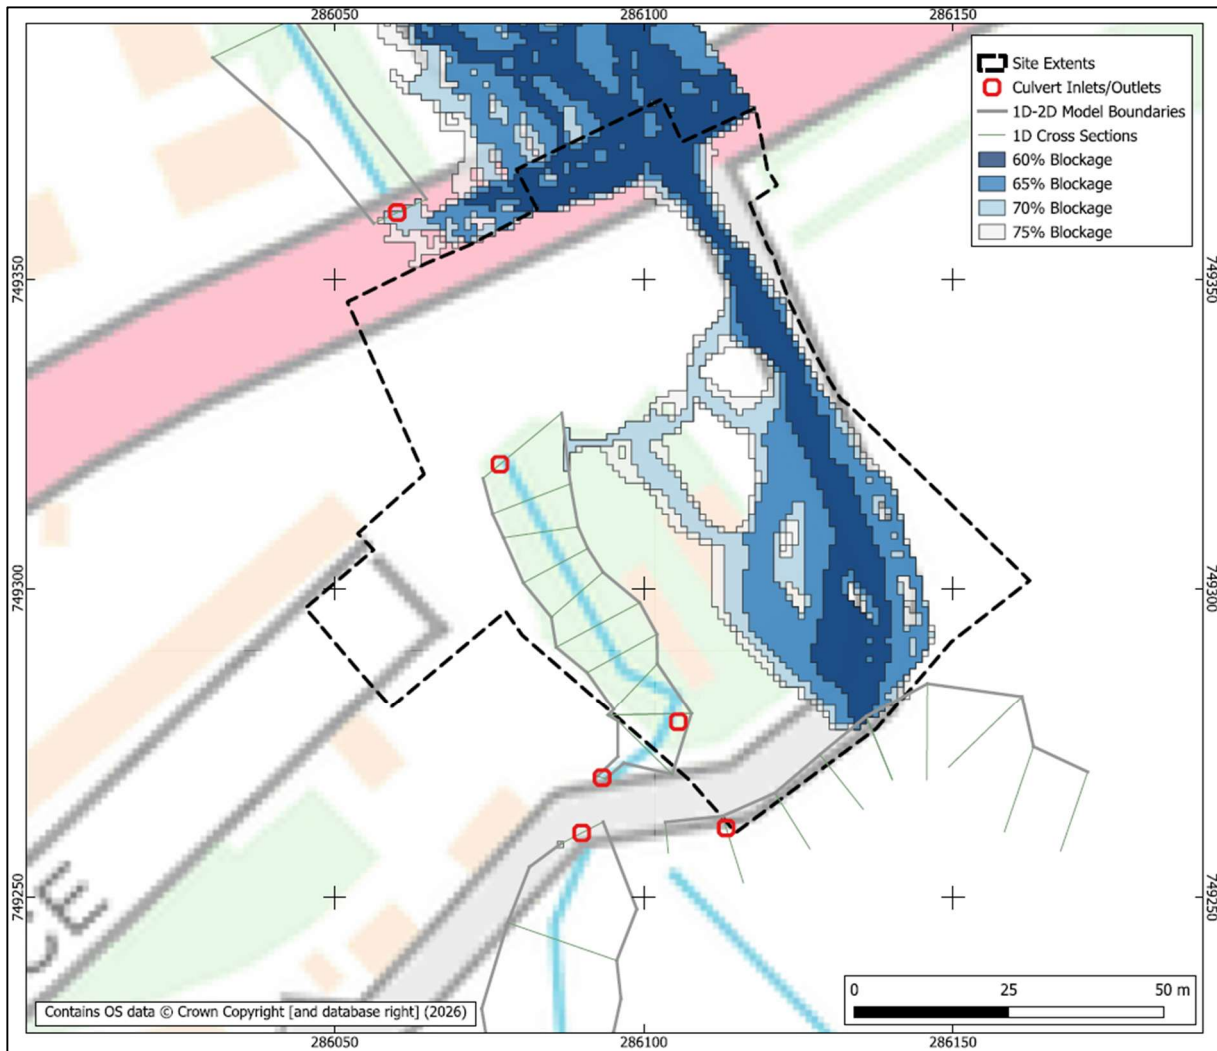 286050 286100 286150
Site Extents
Culvert Inlets/Outlets
1D-2D Model Boundaries
1D Cross Sections
60% Blockage
65% Blockage
70% Blockage
75% Blockage
749350 749350
749300 749300
749250 749250
CE
0 25 50 m
Contains OS data © Crown Copyright [and database right] (2026)
286050 286100 286150